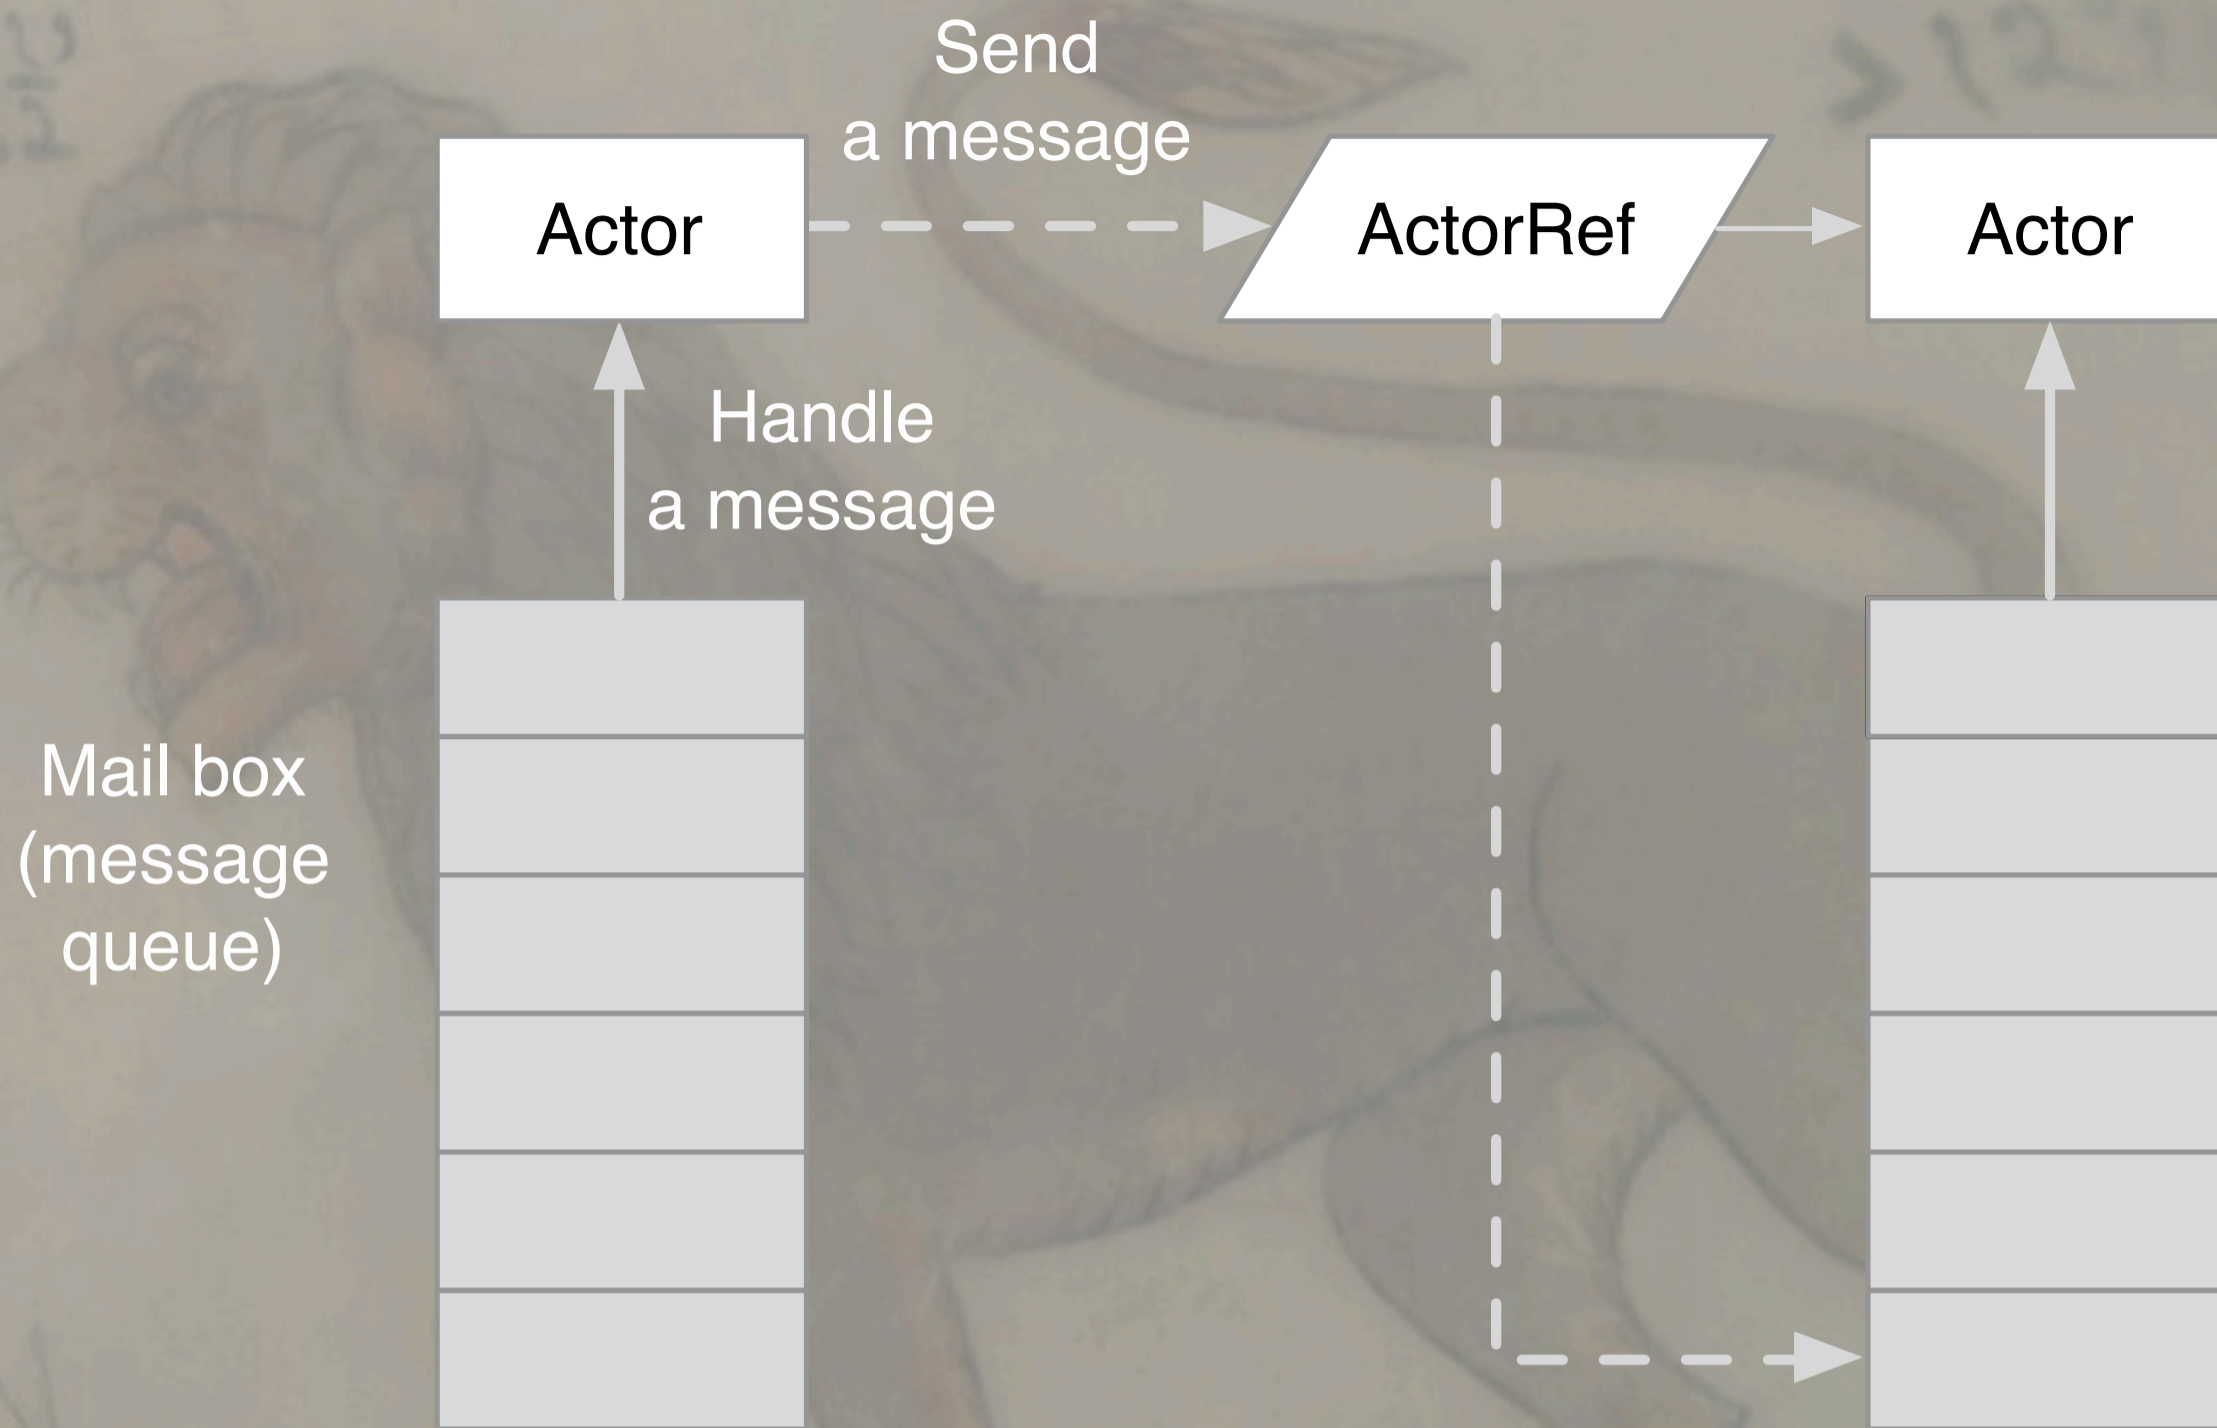 Send
a message
Actor
ActorRef
Actor
Handle
a message
Mail box
(message
queue)